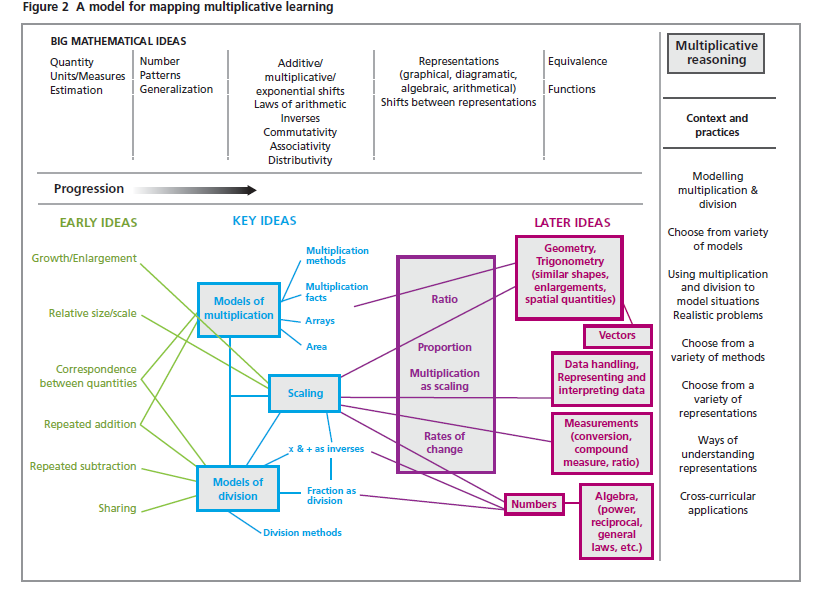 Figure 2 A model for mapping multiplicative learning
BIG MATHEMATICAL IDEAS
Quantity
Units/Measures
Estimation
Number
Patterns
Generalization
Additive/
multiplicative/
exponential shifts
Laws of arithmetic
Inverses
Commutativity
Associativity
Distributivity
Representations
(graphical, diagramatic,
algebraic, arithmetical)
Shifts between representations
Equivalence
Functions
Multiplicative
reasoning
Context and
practices
Modelling
multiplication &
division
Choose from variety
of models
Using multiplication
and division to
model situations
Realistic problems
Choose from a
variety of methods
Choose from a
variety of
representations
Ways of
understanding
representations
Cross-curricular
applications
Progression
EARLY IDEAS
Growth/Enlargement
Relative size/scale
Correspondence
between quantities
Repeated addition
Repeated subtraction
Sharing
KEY IDEAS
Models of
multiplication
Multiplication
methods
Multiplication
facts
Arrays
Area
Scaling
x & ÷ as inverses
Models of
division
Fraction as
division
Division methods
Ratio
Proportion
Multiplication
as scaling
Rates of
change
LATER IDEAS
Geometry,
Trigonometry
(similar shapes,
enlargements,
spatial quantities)
Vectors
Data handling,
Representing and
interpreting data
Measurements
(conversion,
compound
measure, ratio)
Numbers
Algebra,
(power,
reciprocal,
general
laws, etc.)